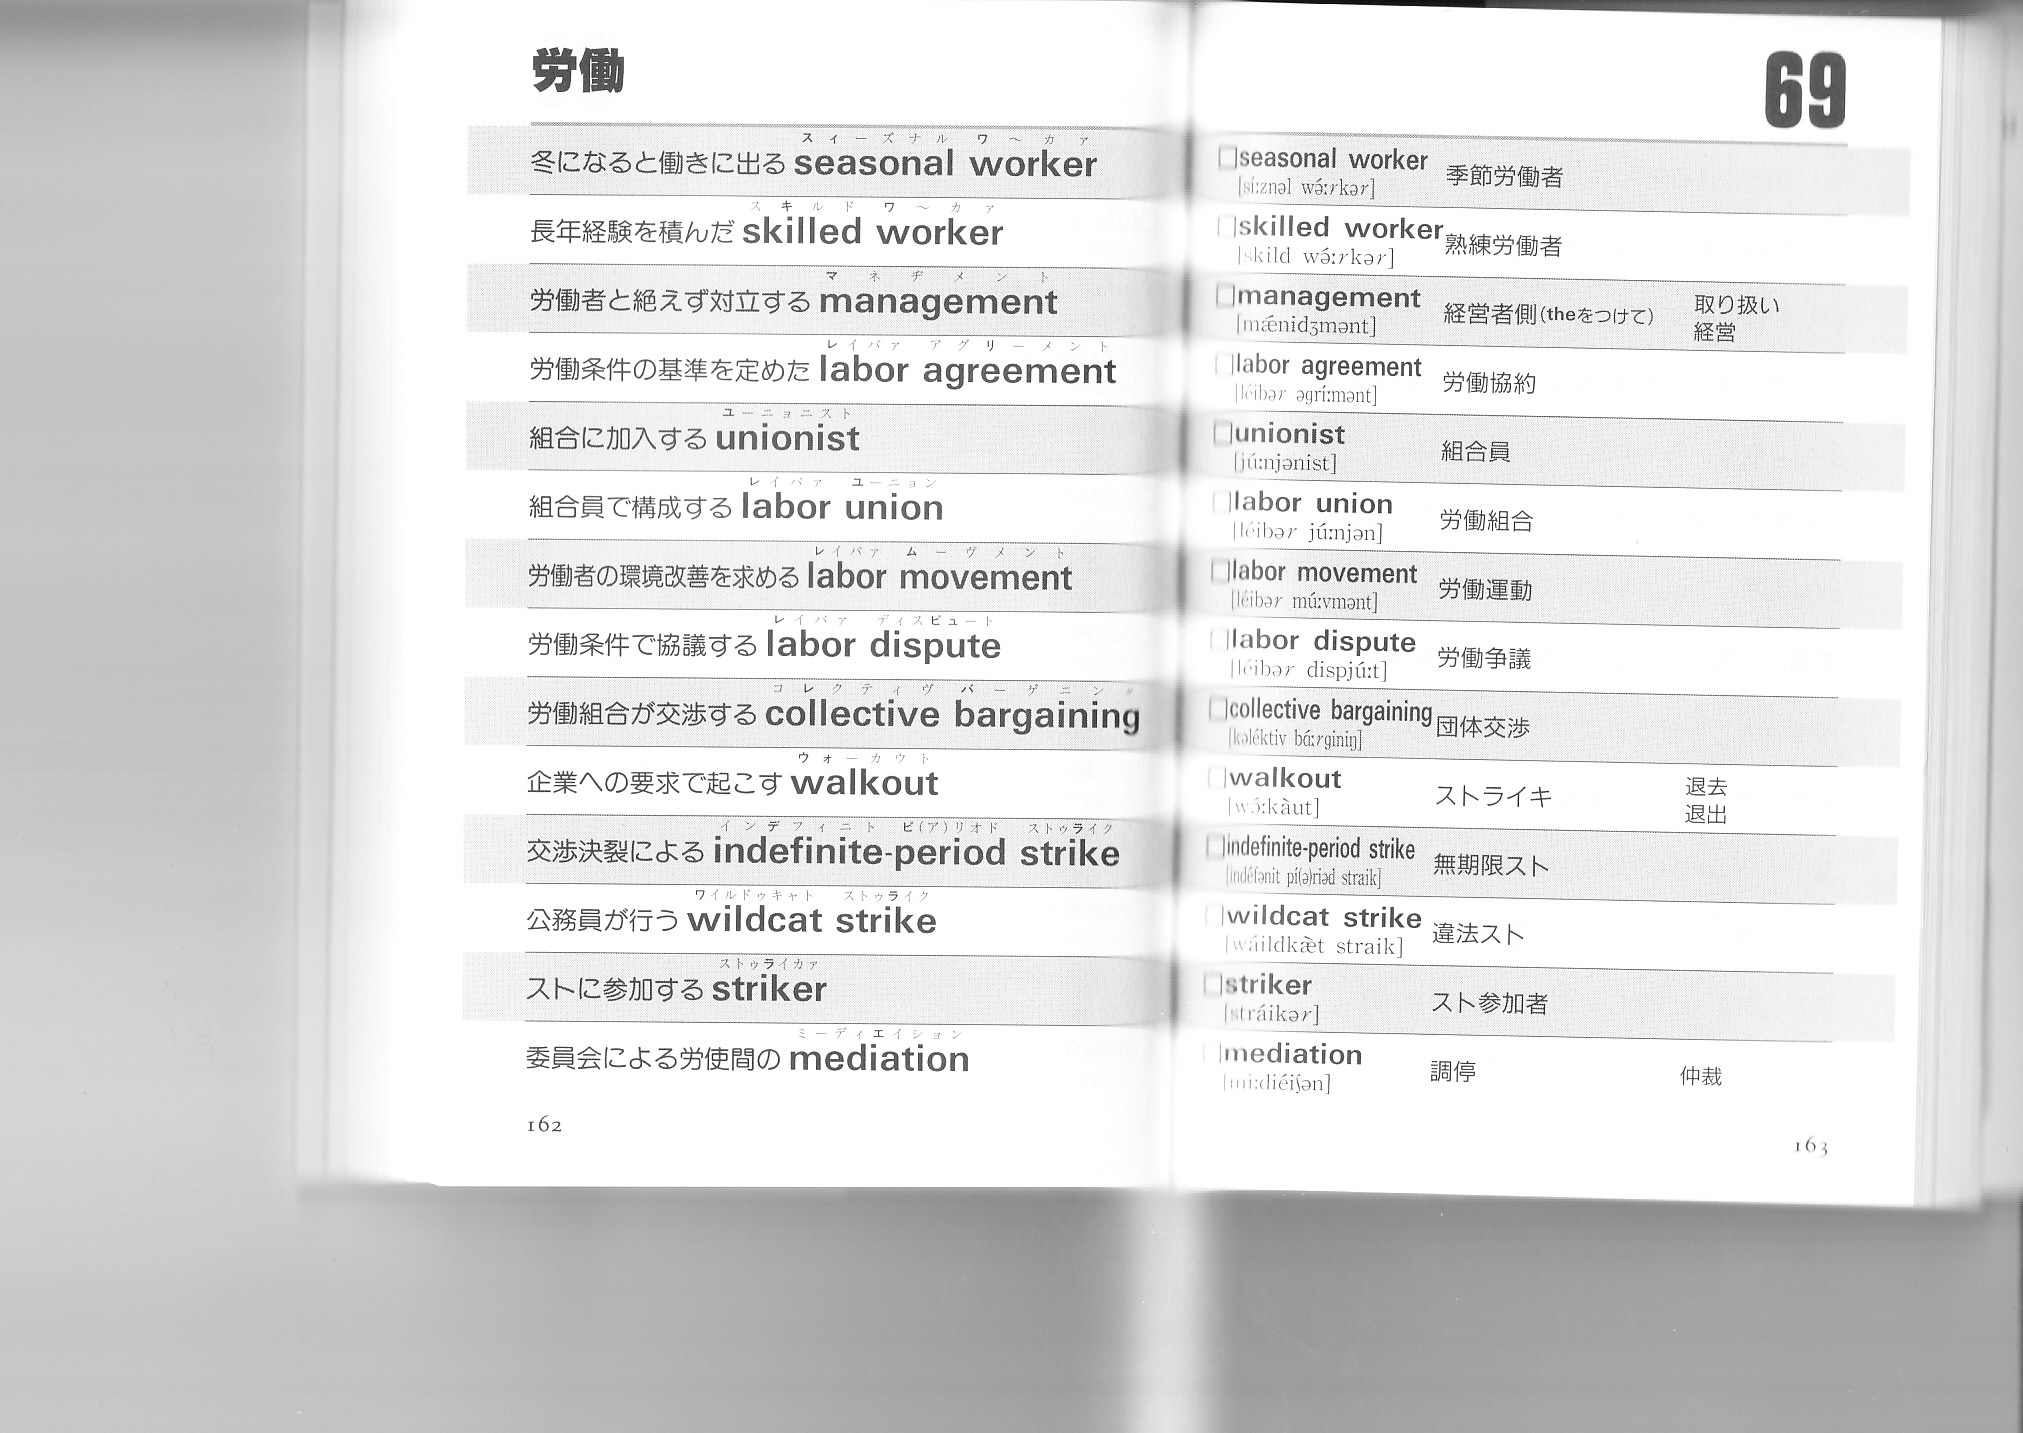 労働
スィーズナル ワ～カァ
冬になると働きに出る seasonal worker
スキルド ワ～カァ
長年経験を積んだ skilled worker
マネヂメント
労働者と絶えず対立する management
レイバァ アグリーメント
労働条件の基準を定めた labor agreement
ユーニョニスト
組合に加入する unionist
レイバァ ユーニョン
組合員で構成する labor union
レイバァ ムーヴメント
労働者の環境改善を求める labor movement
レイバァ ディスピュート
労働条件で協議する labor dispute
コレクティヴ バーゲニング
労働組合が交渉する collective bargaining
ウォーカウト
企業への要求で起こす walkout
インデフィニト ピ(ア)リオド ストゥライク
交渉決裂による indefinite-period strike
ワイルドゥキャト ストゥライク
公務員が行う wildcat strike
ストゥライカァ
ストに参加する striker
ミーディエイション
委員会による労使間の mediation
162
69
□seasonal worker 季節労働者
[síːznəl wə́ːrkər]
□skilled worker 熟練労働者
[skild wə́ːrkər]
□management 経営者側(theをつけて) 取り扱い
[mǽnidʒmənt] 経営
□labor agreement 労働協約
[léibər əgríːmənt]
□unionist 組合員
[júːnjənist]
□labor union 労働組合
[léibər júːnjən]
□labor movement 労働運動
[léibər múːvmənt]
□labor dispute 労働争議
[léibər dispjúːt]
□collective bargaining 団体交渉
[kəléktiv bɑ́ːrginiŋ]
□walkout ストライキ 退去
[wɔ́ːkàut] 退出
□indefinite-period strike 無期限スト
[indéfənit pí(ə)riəd straik]
□wildcat strike 違法スト
[wáildkæ̀t straik]
□striker スト参加者
[stráikər]
□mediation 調停 仲裁
[mìːdiéiʃən]
163